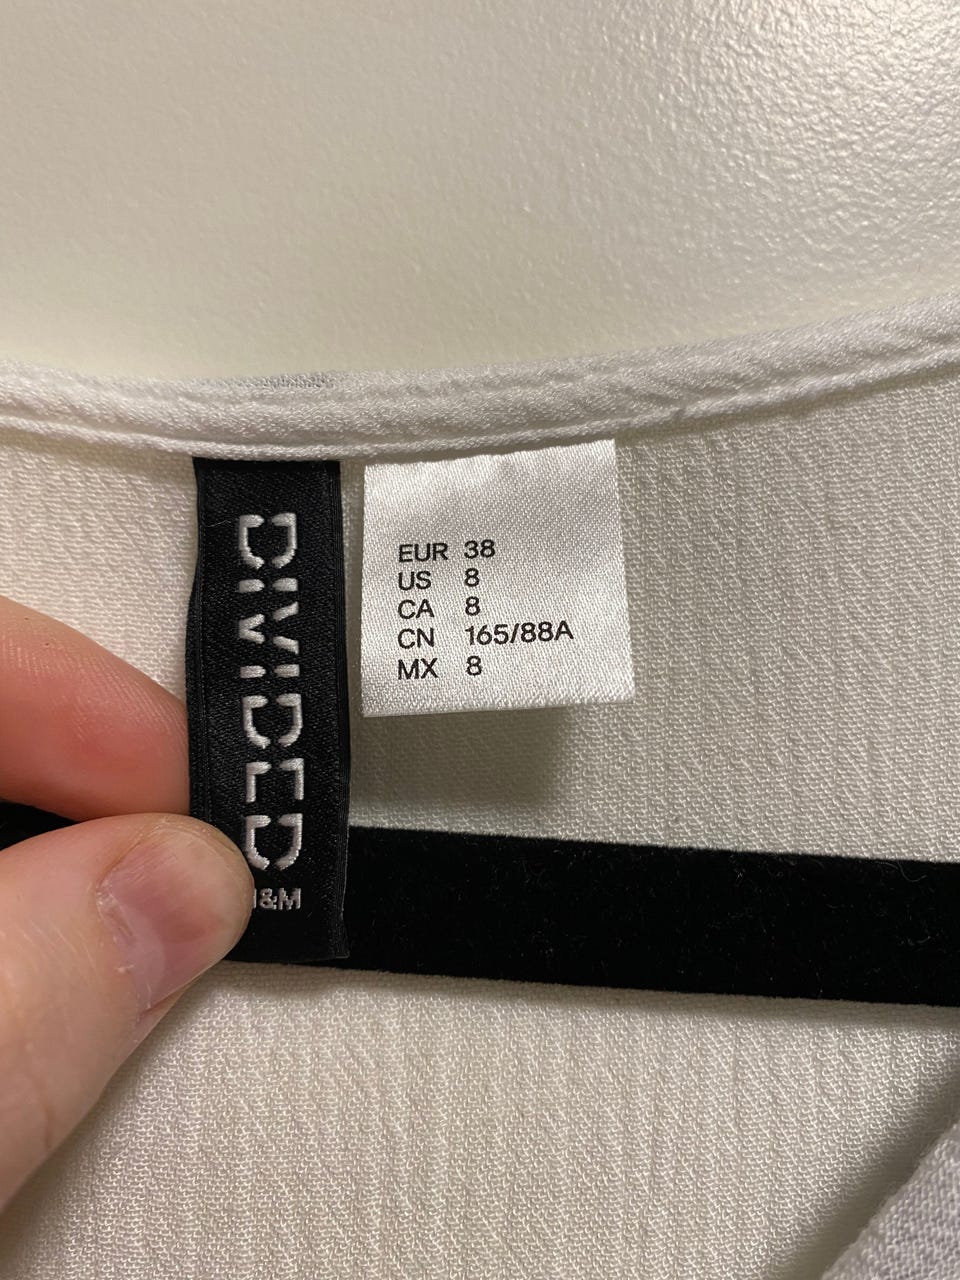 DIVIDED
&M
EUR 38
US 8
CA 8
CN 165/88A
MX 8